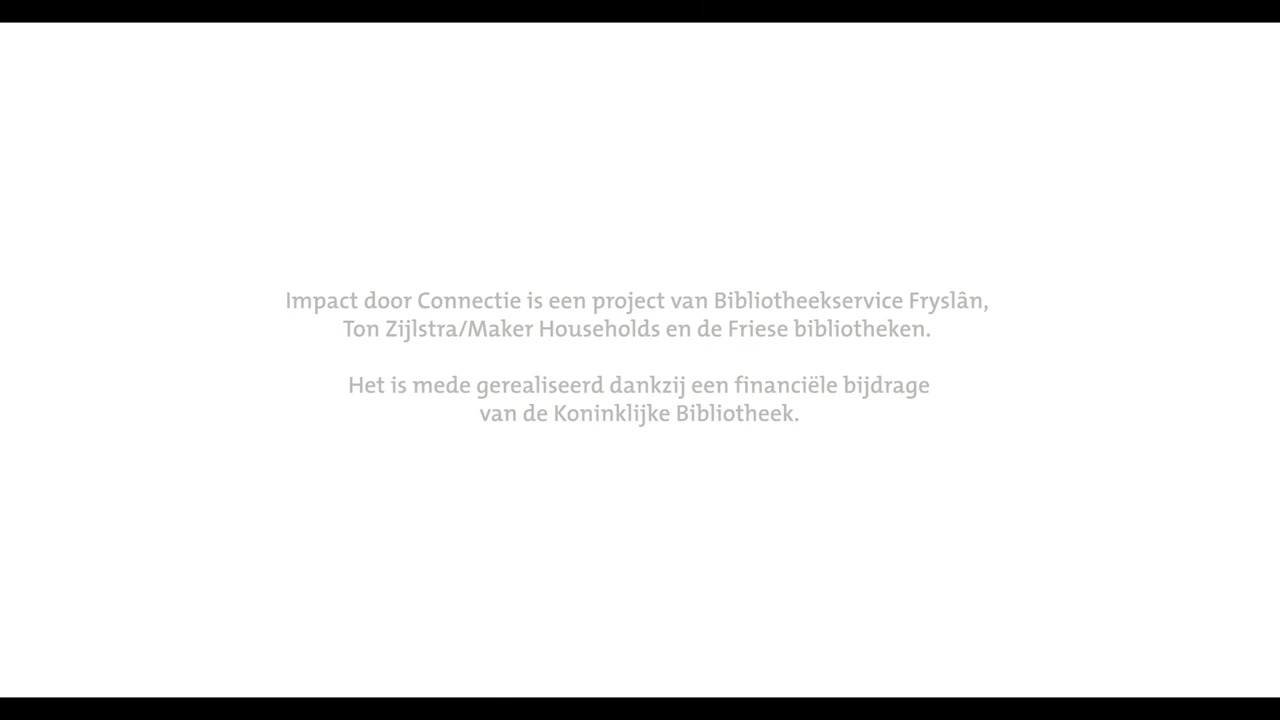 Impact door Connectie is een project van Bibliotheekservice Fryslân,
Ton Zijlstra/Maker Households en de Friese bibliotheken.
Het is mede gerealiseerd dankzij een financiële bijdrage
van de Koninklijke Bibliotheek.